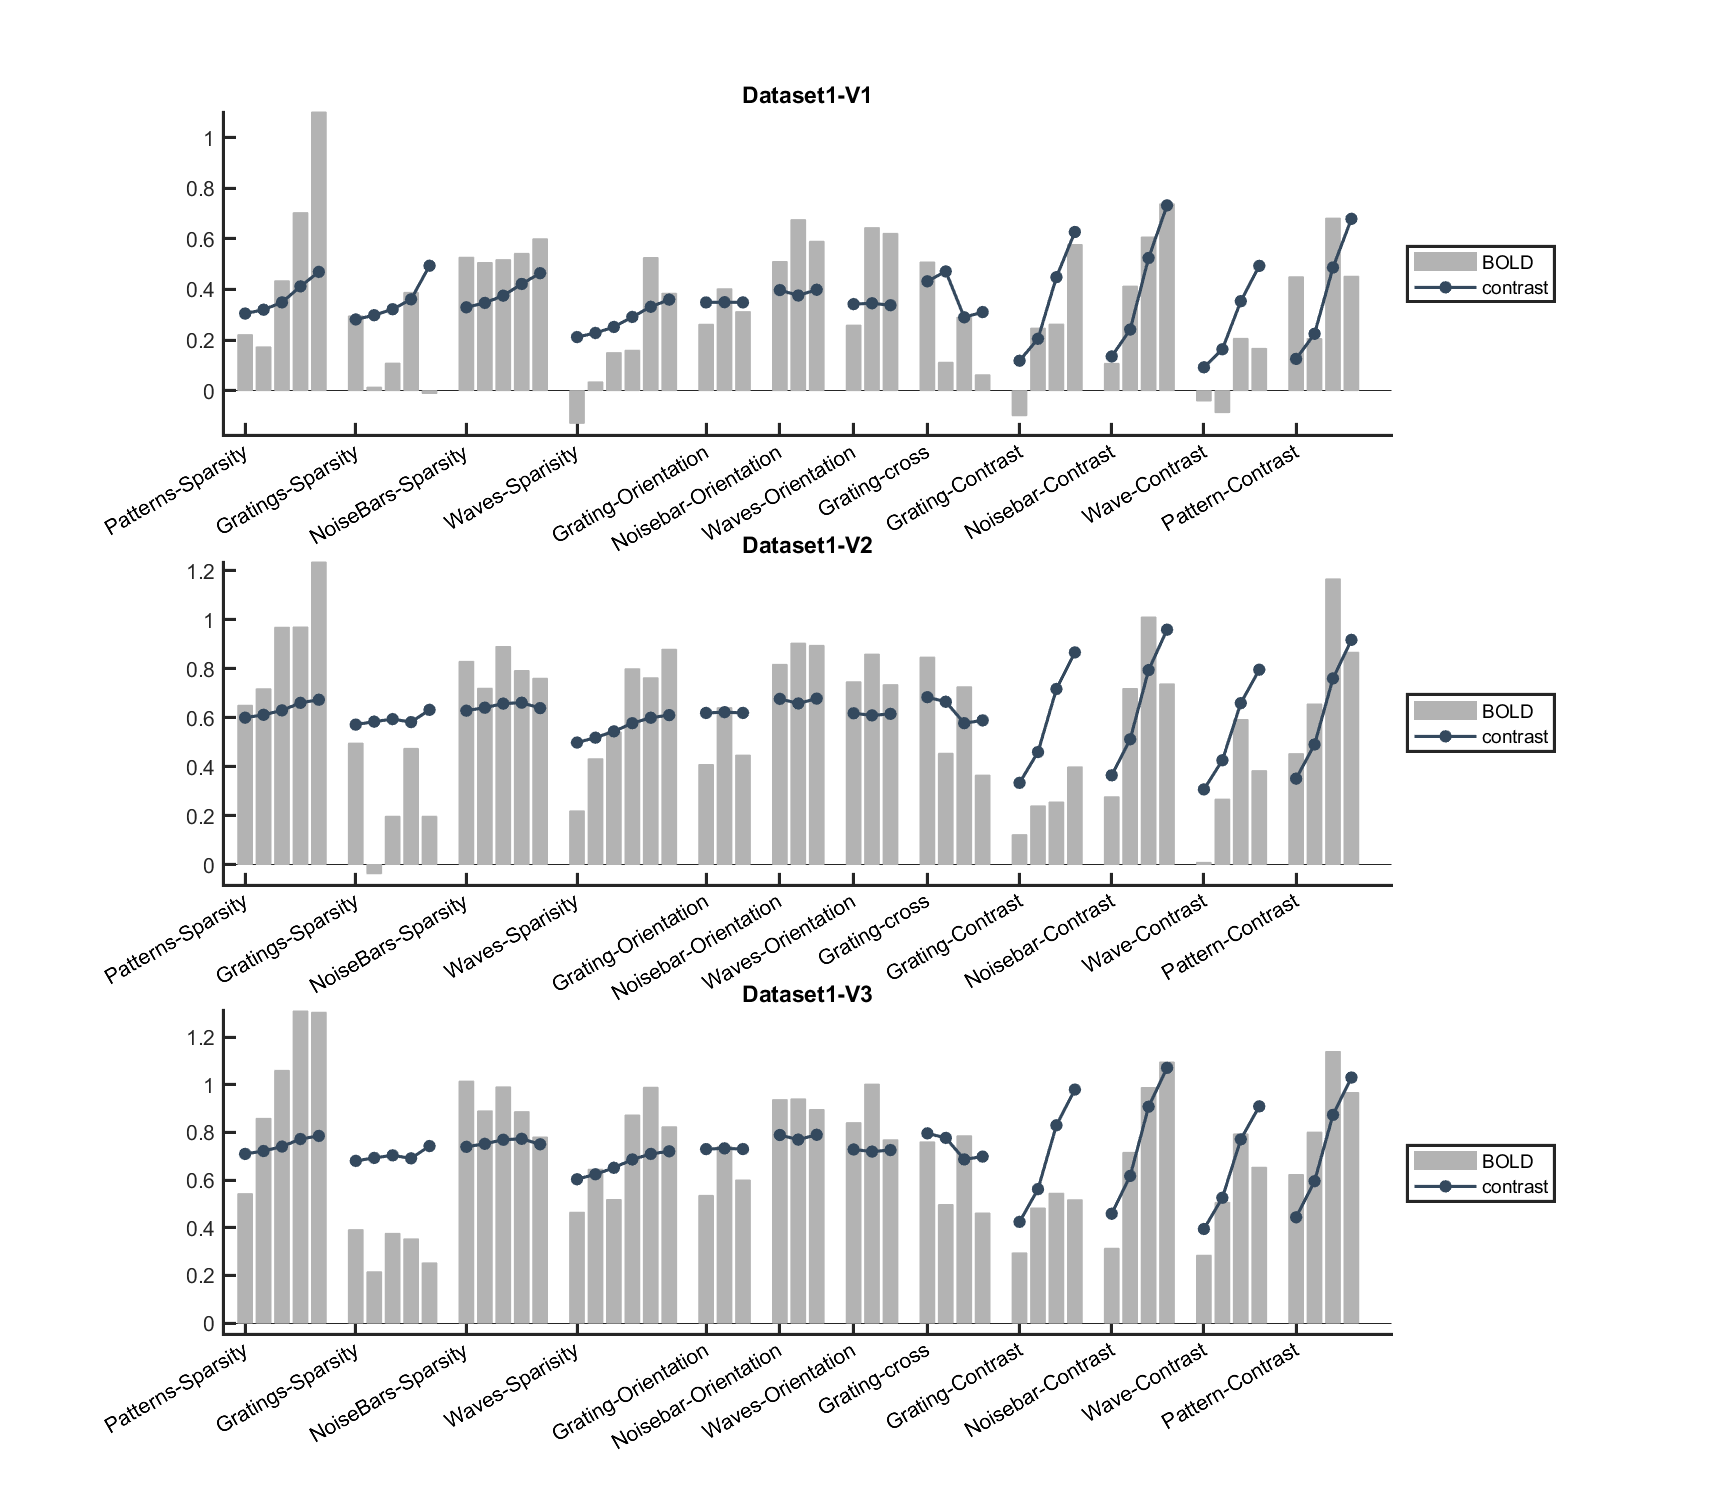 Dataset1-V1
1
0.8
0.6
0.4
0.2
0
BOLD
contrast
Patterns-Sparsity
Gratings-Sparsity
NoiseBars-Sparsity
Waves-Sparisity
Grating-Orientation
Noisebar-Orientation
Waves-Orientation
Grating-cross
Grating-Contrast
Noisebar-Contrast
Wave-Contrast
Pattern-Contrast
Dataset1-V2
1.2
1
0.8
0.6
0.4
0.2
0
BOLD
contrast
Patterns-Sparsity
Gratings-Sparsity
NoiseBars-Sparsity
Waves-Sparisity
Grating-Orientation
Noisebar-Orientation
Waves-Orientation
Grating-cross
Grating-Contrast
Noisebar-Contrast
Wave-Contrast
Pattern-Contrast
Dataset1-V3
1.2
1
0.8
0.6
0.4
0.2
0
BOLD
contrast
Patterns-Sparsity
Gratings-Sparsity
NoiseBars-Sparsity
Waves-Sparisity
Grating-Orientation
Noisebar-Orientation
Waves-Orientation
Grating-cross
Grating-Contrast
Noisebar-Contrast
Wave-Contrast
Pattern-Contrast